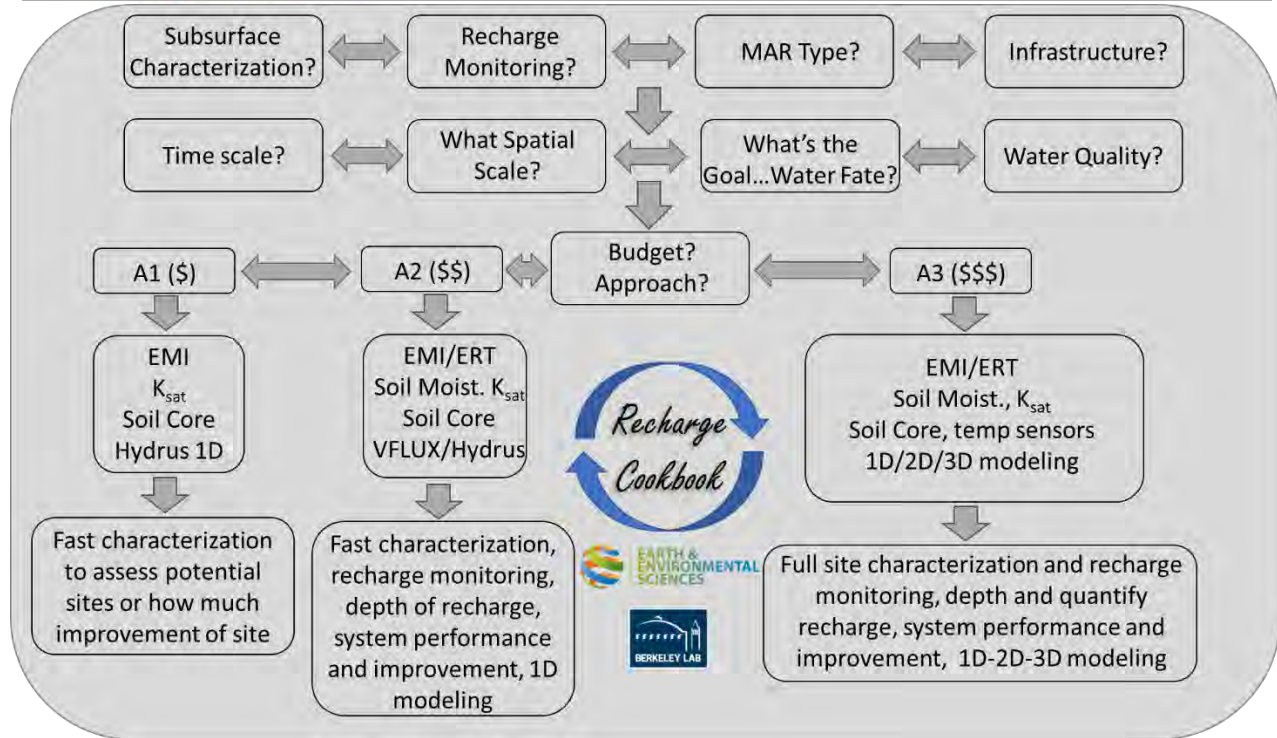 Subsurface
Characterization?
Recharge
Monitoring?
MAR Type?
Infrastructure?
Time scale?
What Spatial
Scale?
What's the
Goal...Water Fate?
Water Quality?
Budget?
Approach?
A1 ($)
A2 ($$)
A3 ($$$)
EMI
Ksat
Soil Core
Hydrus 1D
EMI/ERT
Soil Moist. Ksat
Soil Core
VFLUX/Hydrus
Recharge
Cookbook
EMI/ERT
Soil Moist., Ksat
Soil Core, temp sensors
1D/2D/3D modeling
Fast characterization
to assess potential
sites or how much
improvement of site
Fast characterization,
recharge monitoring,
depth of recharge,
system performance
and improvement, 1D
modeling
EARTH &
ENVIRONMENTAL
SCIENCES
BERKELEY LAB
Full site characterization and recharge
monitoring, depth and quantify
recharge, system performance and
improvement, 1D-2D-3D modeling